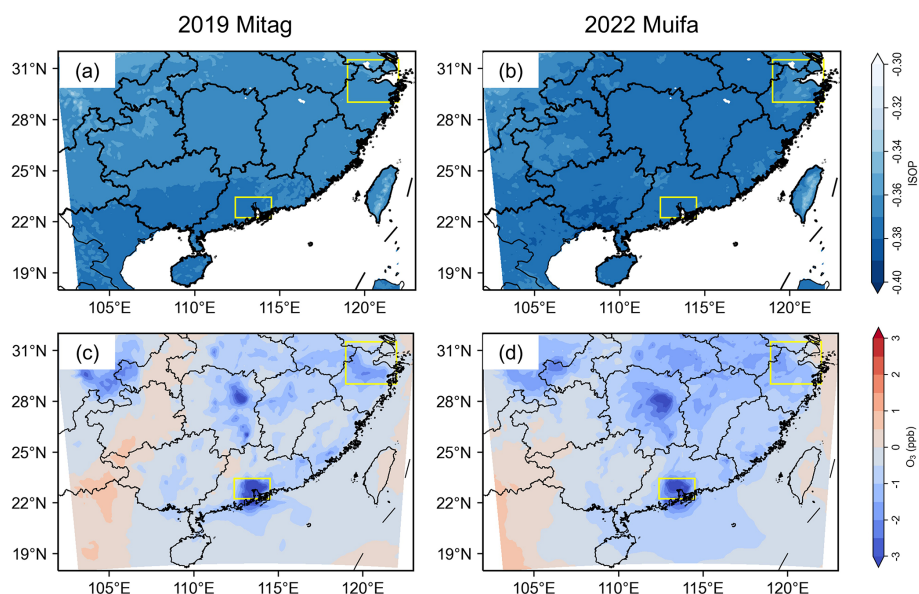 2019 Mitag
2022 Muifa
(a)
31°N
28°N
25°N
22°N
19°N
105°E 110°E 115°E 120°E
(b)
31°N
28°N
25°N
22°N
19°N
105°E 110°E 115°E 120°E
-0.30
-0.32
-0.34
-0.36
-0.38
-0.40
ISOP
(c)
31°N
28°N
25°N
22°N
19°N
105°E 110°E 115°E 120°E
(d)
31°N
28°N
25°N
22°N
19°N
105°E 110°E 115°E 120°E
3
2
1
0
-1
-2
-3
O₃ (ppb)